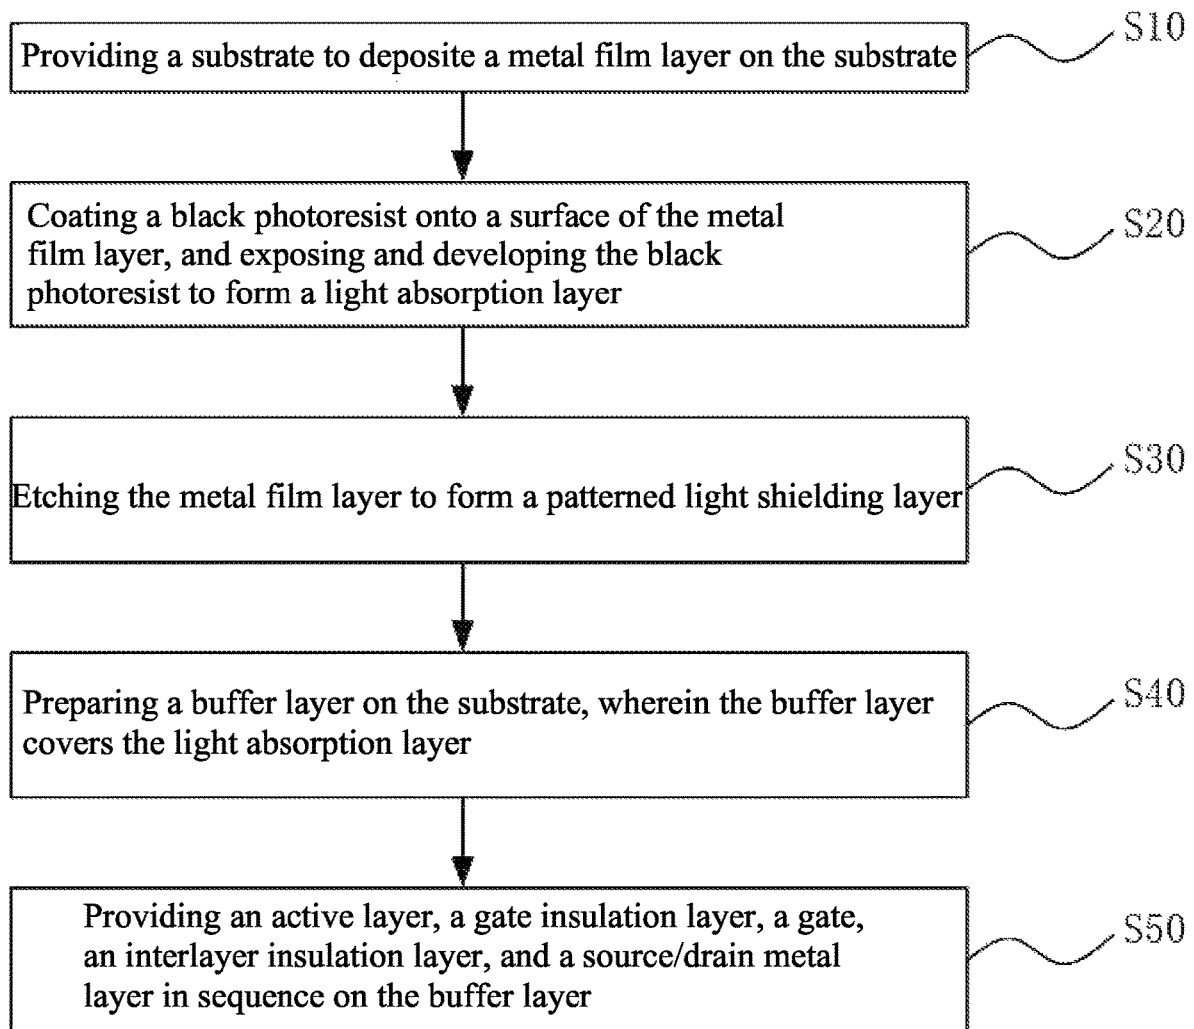 S10
Providing a substrate to deposite a metal film layer on the substrate
S20
Coating a black photoresist onto a surface of the metal
film layer, and exposing and developing the black
photoresist to form a light absorption layer
S30
Etching the metal film layer to form a patterned light shielding layer
S40
Preparing a buffer layer on the substrate, wherein the buffer layer
covers the light absorption layer
S50
Providing an active layer, a gate insulation layer, a gate,
an interlayer insulation layer, and a source/drain metal
layer in sequence on the buffer layer